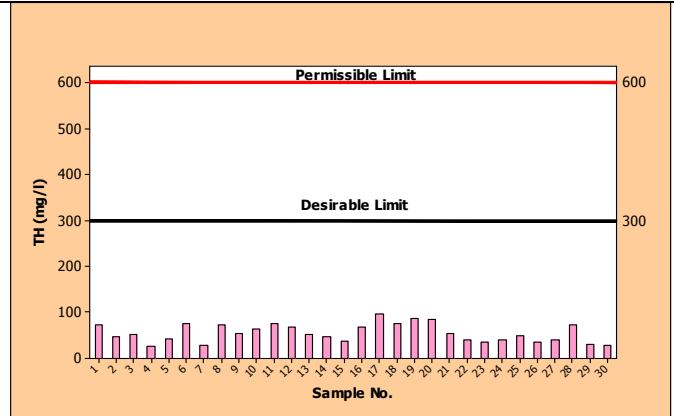 Permissible Limit
600 600
500
400
Desirable Limit
300 300
200
100
0
TH (mg/l)
1 2 3 4 5 6 7 8 9 10 11 12 13 14 15 16 17 18 19 20 21 22 23 24 25 26 27 28 29 30
Sample No.